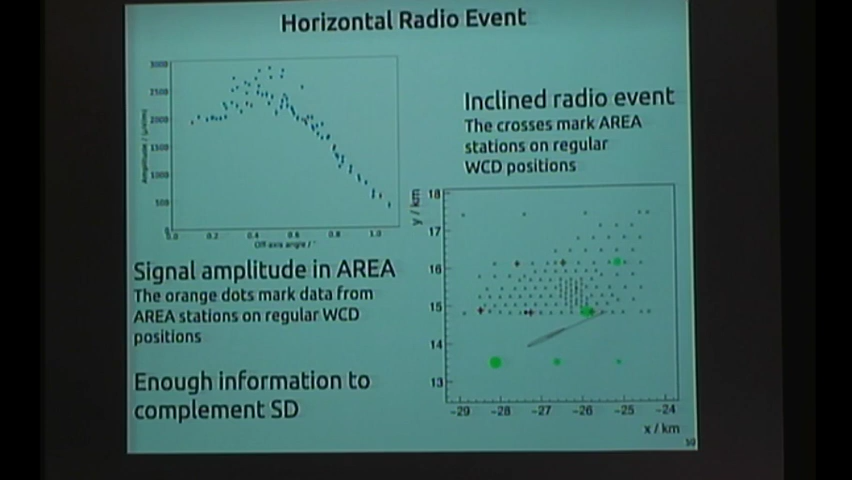 Horizontal Radio Event
3000
2500
2000
1500
1000
500
0
0.0 0.2 0.4 0.6 0.8 1.0
Off-axis angle / °
Signal amplitude in AREA
The orange dots mark data from
AREA stations on regular WCD
positions
Enough information to
complement SD
Inclined radio event
The crosses mark AREA
stations on regular
WCD positions
y / km
18
17
16
15
14
13
-29 -28 -27 -26 -25 -24
x / km